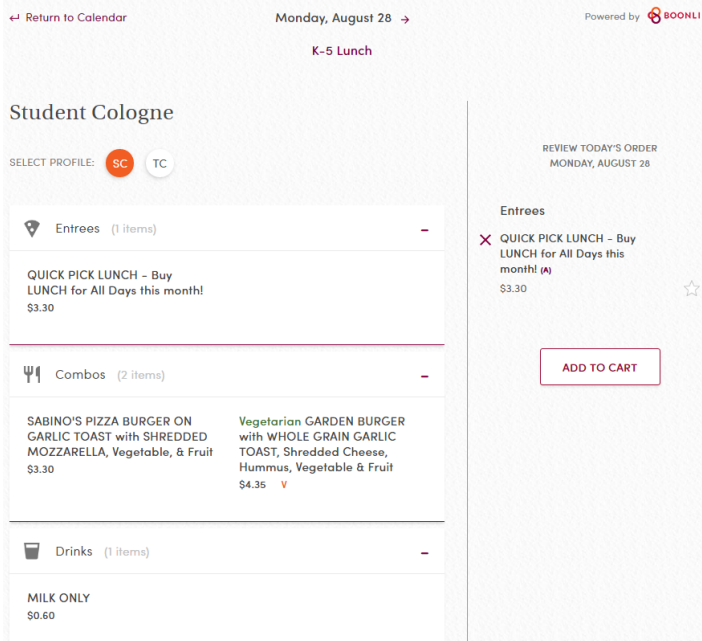 ↵ Return to Calendar
Monday, August 28 →
Powered by BOONLI
K-5 Lunch
Student Cologne
SELECT PROFILE: SC TC
Entrees (1 items) –
QUICK PICK LUNCH - Buy
LUNCH for All Days this month!
$3.30
Combos (2 items) –
SABINO'S PIZZA BURGER ON
GARLIC TOAST with SHREDDED
MOZZARELLA, Vegetable, & Fruit
$3.30
Vegetarian GARDEN BURGER
with WHOLE GRAIN GARLIC
TOAST, Shredded Cheese,
Hummus, Vegetable & Fruit
$4.35 V
Drinks (1 items) –
MILK ONLY
$0.60
REVIEW TODAY'S ORDER
MONDAY, AUGUST 28
Entrees
QUICK PICK LUNCH - Buy
LUNCH for All Days this
month! (A)
$3.30
ADD TO CART